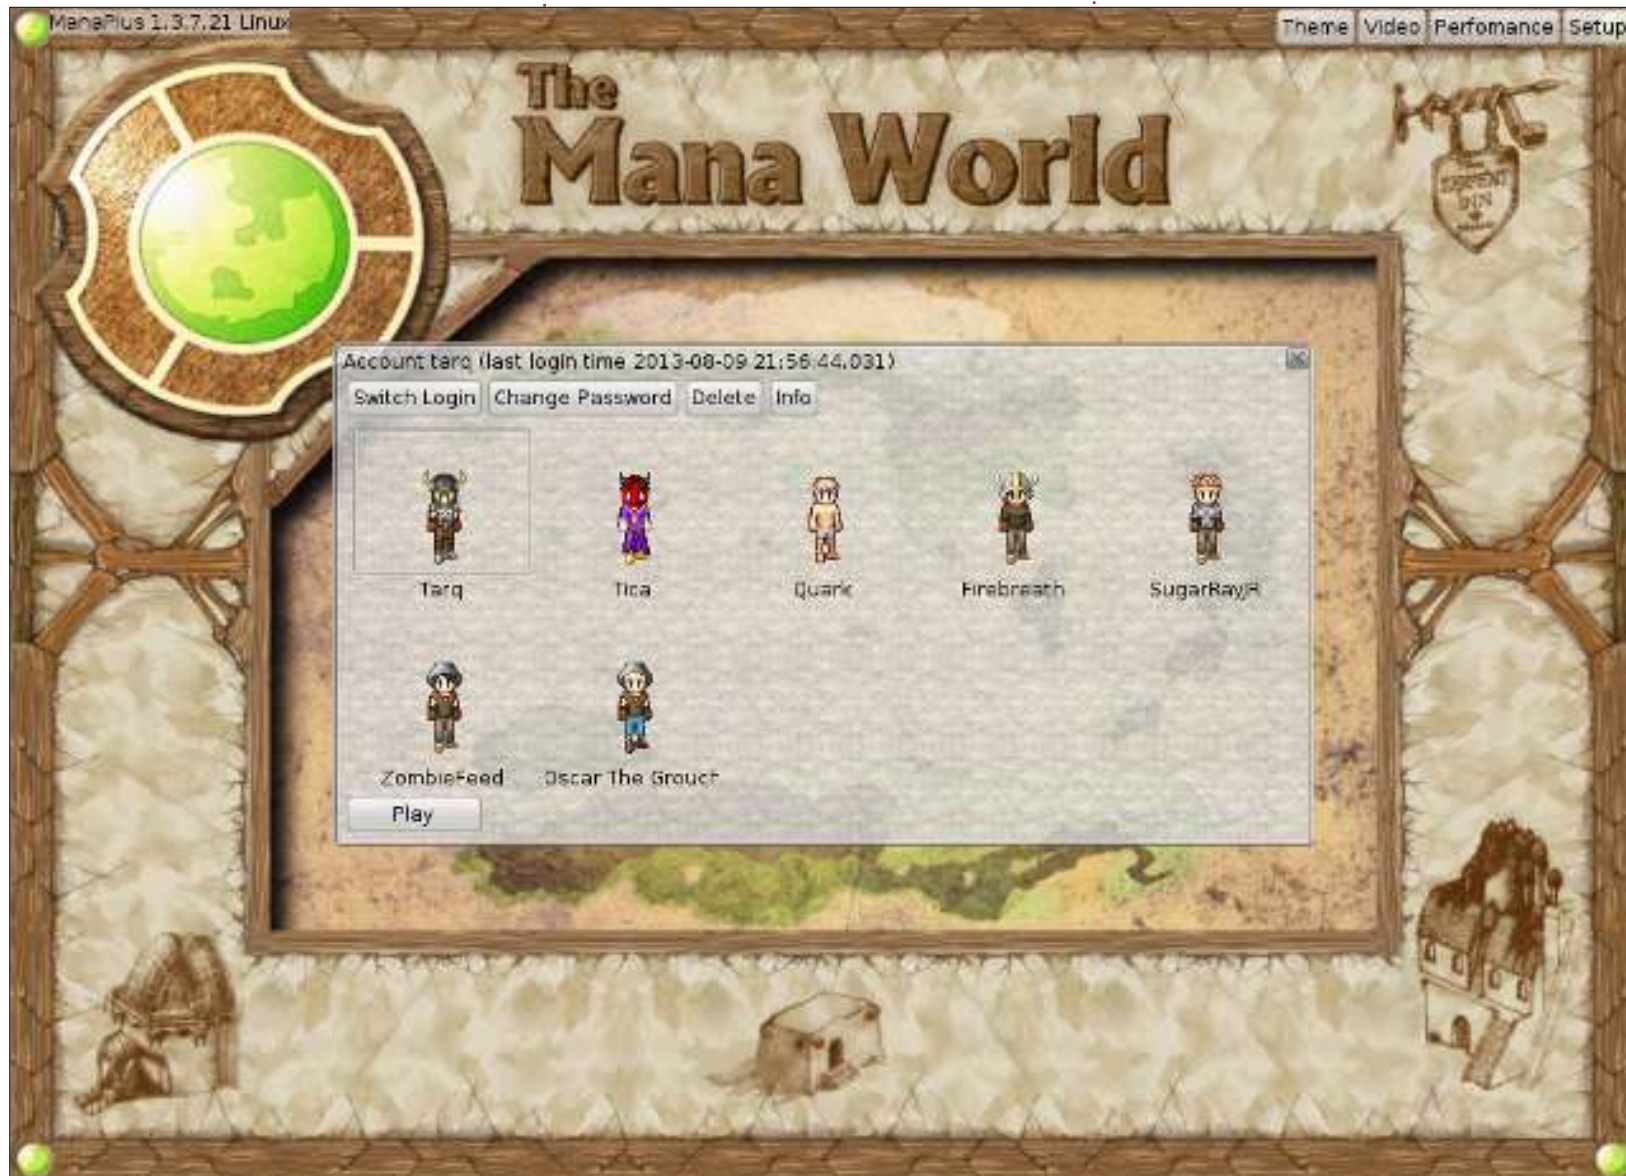 ManaPlus 1.3.7.21 Linux
Theme Video Perfomance Setup
The
Mana World
SERPENT
INN
Account tarq (last login time 2013-08-09 21:56:44.031)
Switch Login Change Password Delete Info
Tarq Tica Quark Firebreath SugarRayJR
ZombieFeed Oscar The Grouch
Play